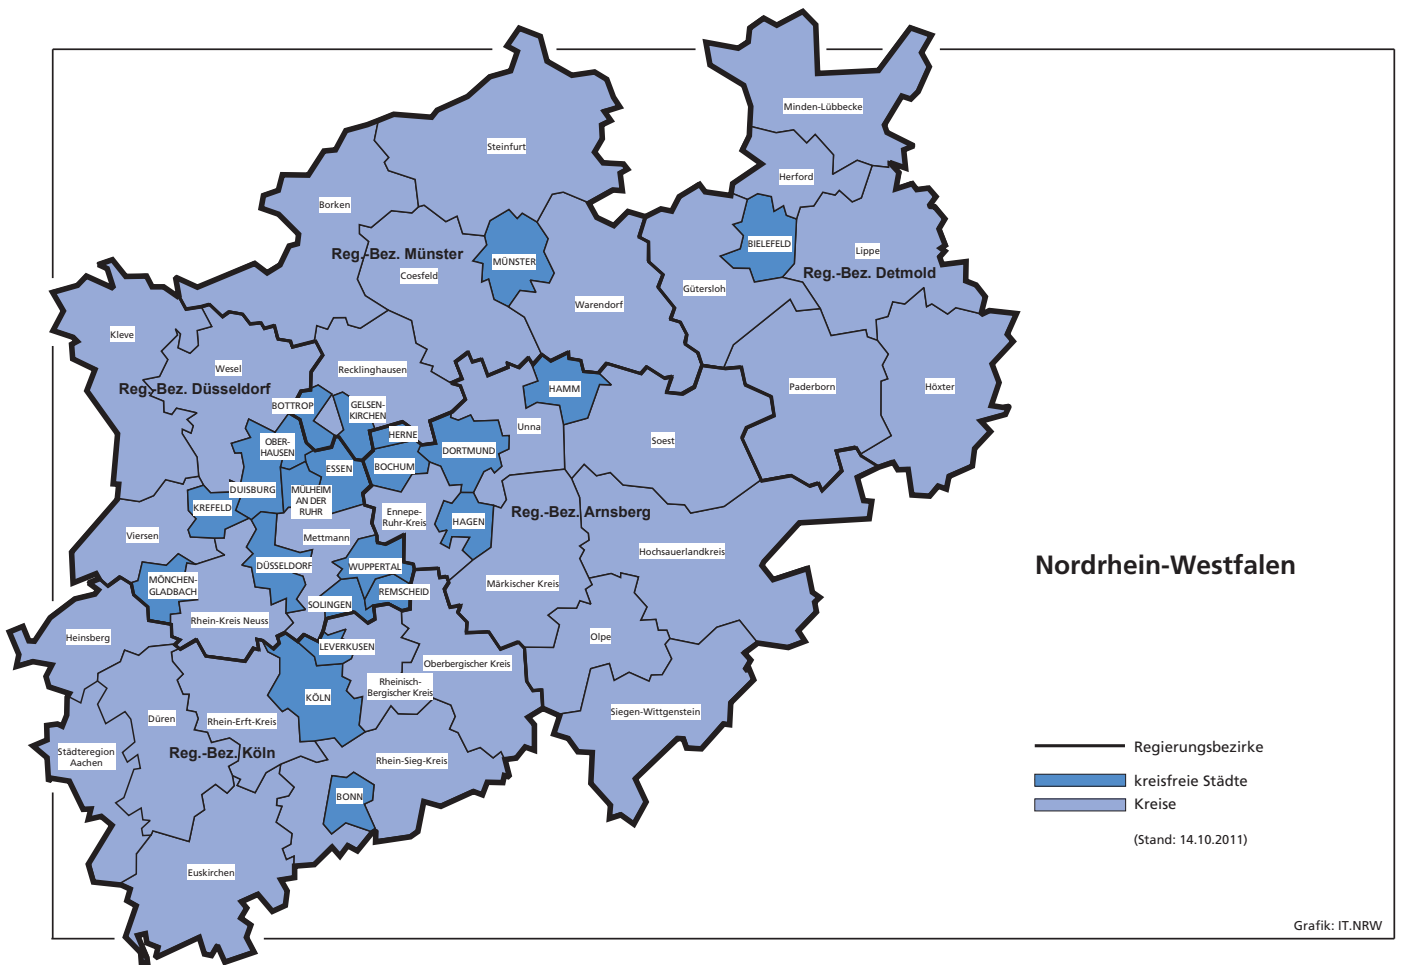 Minden-Lübbecke
Steinfurt
Herford
Borken
BIELEFELD
Lippe
Reg.-Bez. Münster
MÜNSTER
Reg.-Bez. Detmold
Coesfeld
Gütersloh
Warendorf
Kleve
Wesel
Recklinghausen
Reg.-Bez. Düsseldorf
HAMM
Paderborn
Höxter
BOTTROP
GELSEN-
KIRCHEN
Unna
HERNE
Soest
OBER-
HAUSEN
DORTMUND
ESSEN
BOCHUM
DUISBURG
MÜLHEIM
AN DER
RUHR
KREFELD
Ennepe-
Ruhr-Kreis
Reg.-Bez. Arnsberg
HAGEN
Viersen
Mettmann
Hochsauerlandkreis
DÜSSELDORF
WUPPERTAL
Nordrhein-Westfalen
MÖNCHEN-
GLADBACH
Märkischer Kreis
REMSCHEID
SOLINGEN
Rhein-Kreis Neuss
Heinsberg
Olpe
LEVERKUSEN
Oberbergischer Kreis
Rheinisch-
Bergischer Kreis
KÖLN
Siegen-Wittgenstein
Düren
Rhein-Erft-Kreis
Städteregion
Aachen
Reg.-Bez. Köln
Rhein-Sieg-Kreis
BONN
Euskirchen
Regierungsbezirke
kreisfreie Städte
Kreise
(Stand: 14.10.2011)
Grafik: IT.NRW